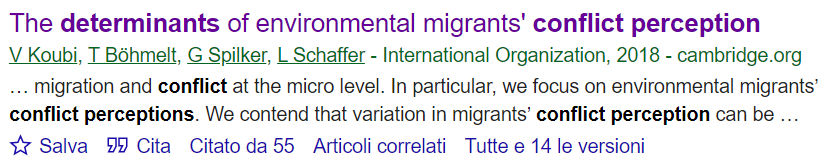 The determinants of environmental migrants' conflict perception
V Koubi, T Böhmelt, G Spilker, L Schaffer - International Organization, 2018 - cambridge.org
… migration and conflict at the micro level. In particular, we focus on environmental migrants’
conflict perceptions. We contend that variation in migrants’ conflict perception can be …
Salva Cita Citato da 55 Articoli correlati Tutte e 14 le versioni